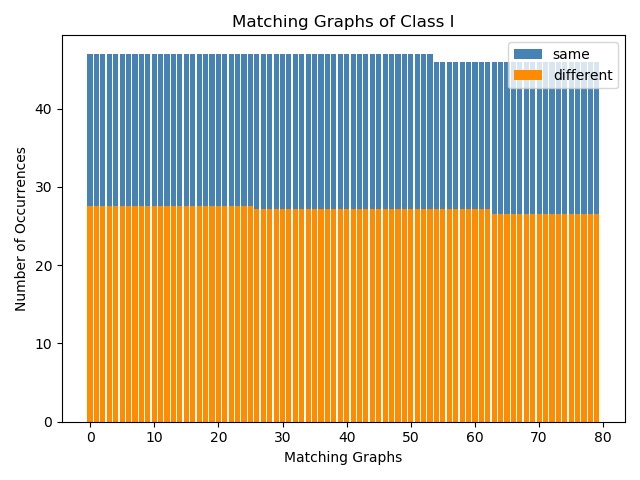 Matching Graphs of Class I
same
different
Number of Occurrences
40
30
20
10
0
0 10 20 30 40 50 60 70 80
Matching Graphs